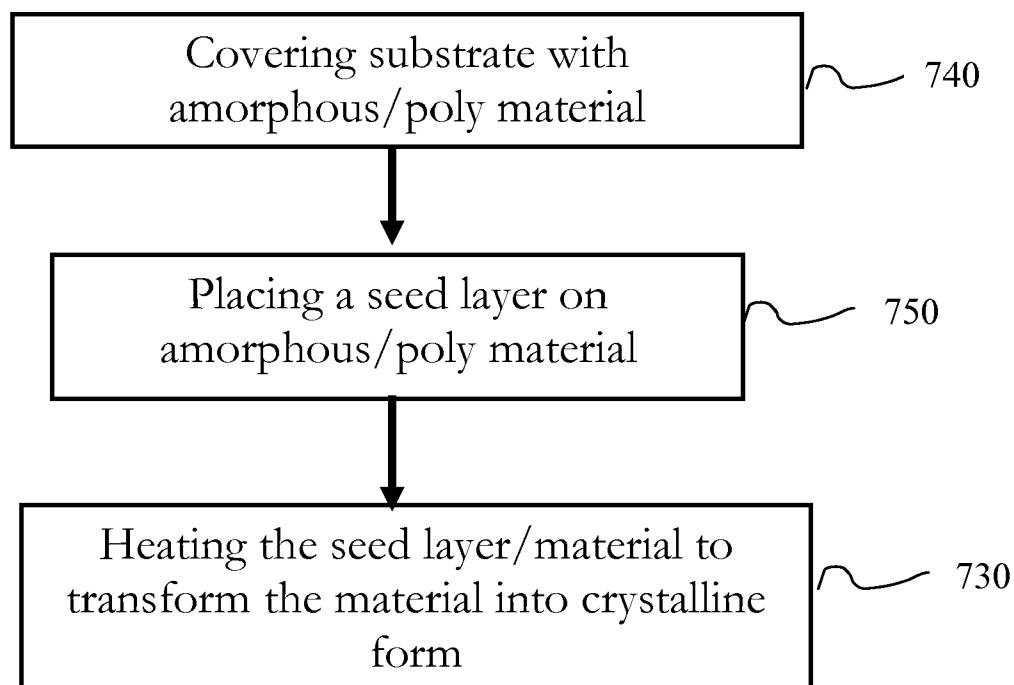 Covering substrate with
amorphous/poly material
740
Placing a seed layer on
amorphous/poly material
750
Heating the seed layer/material to
transform the material into crystalline
form
730